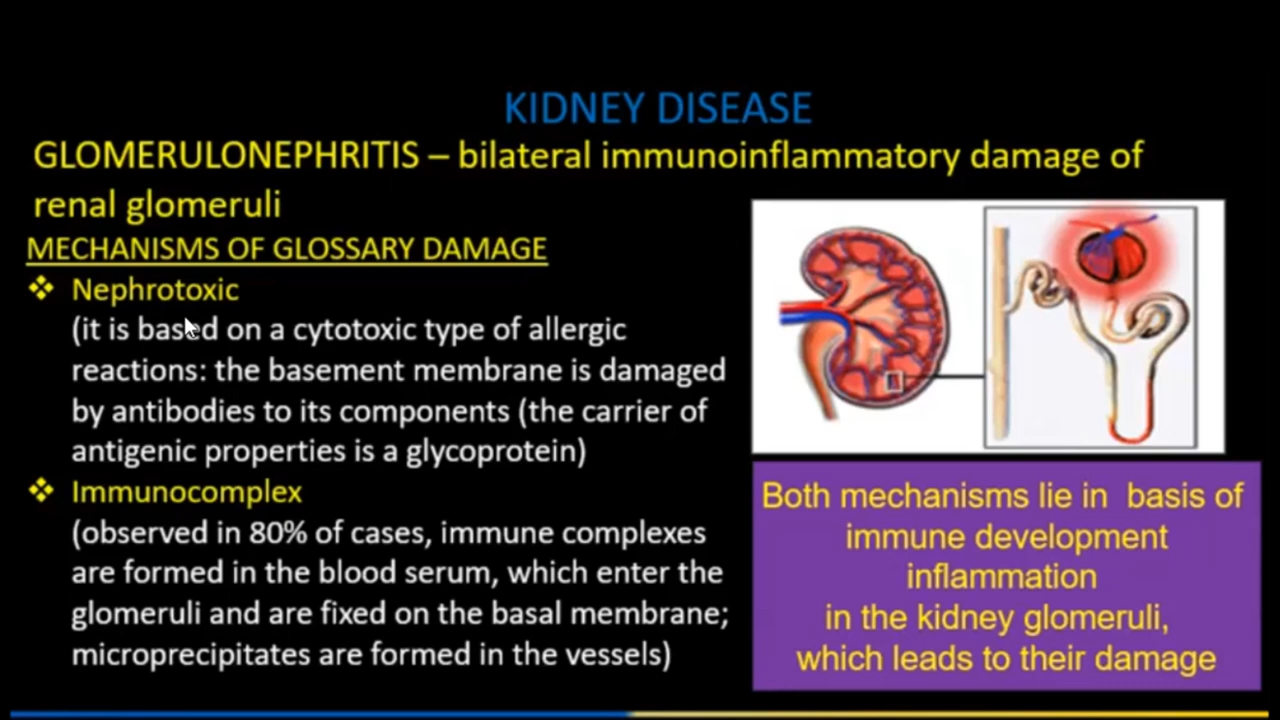 KIDNEY DISEASE
GLOMERULONEPHRITIS – bilateral immunoinflammatory damage of
renal glomeruli
MECHANISMS OF GLOSSARY DAMAGE
❖ Nephrotoxic
(it is based on a cytotoxic type of allergic
reactions: the basement membrane is damaged
by antibodies to its components (the carrier of
antigenic properties is a glycoprotein)
❖ Immunocomplex
(observed in 80% of cases, immune complexes
are formed in the blood serum, which enter the
glomeruli and are fixed on the basal membrane;
microprecipitates are formed in the vessels)
Both mechanisms lie in basis of
immune development
inflammation
in the kidney glomeruli,
which leads to their damage